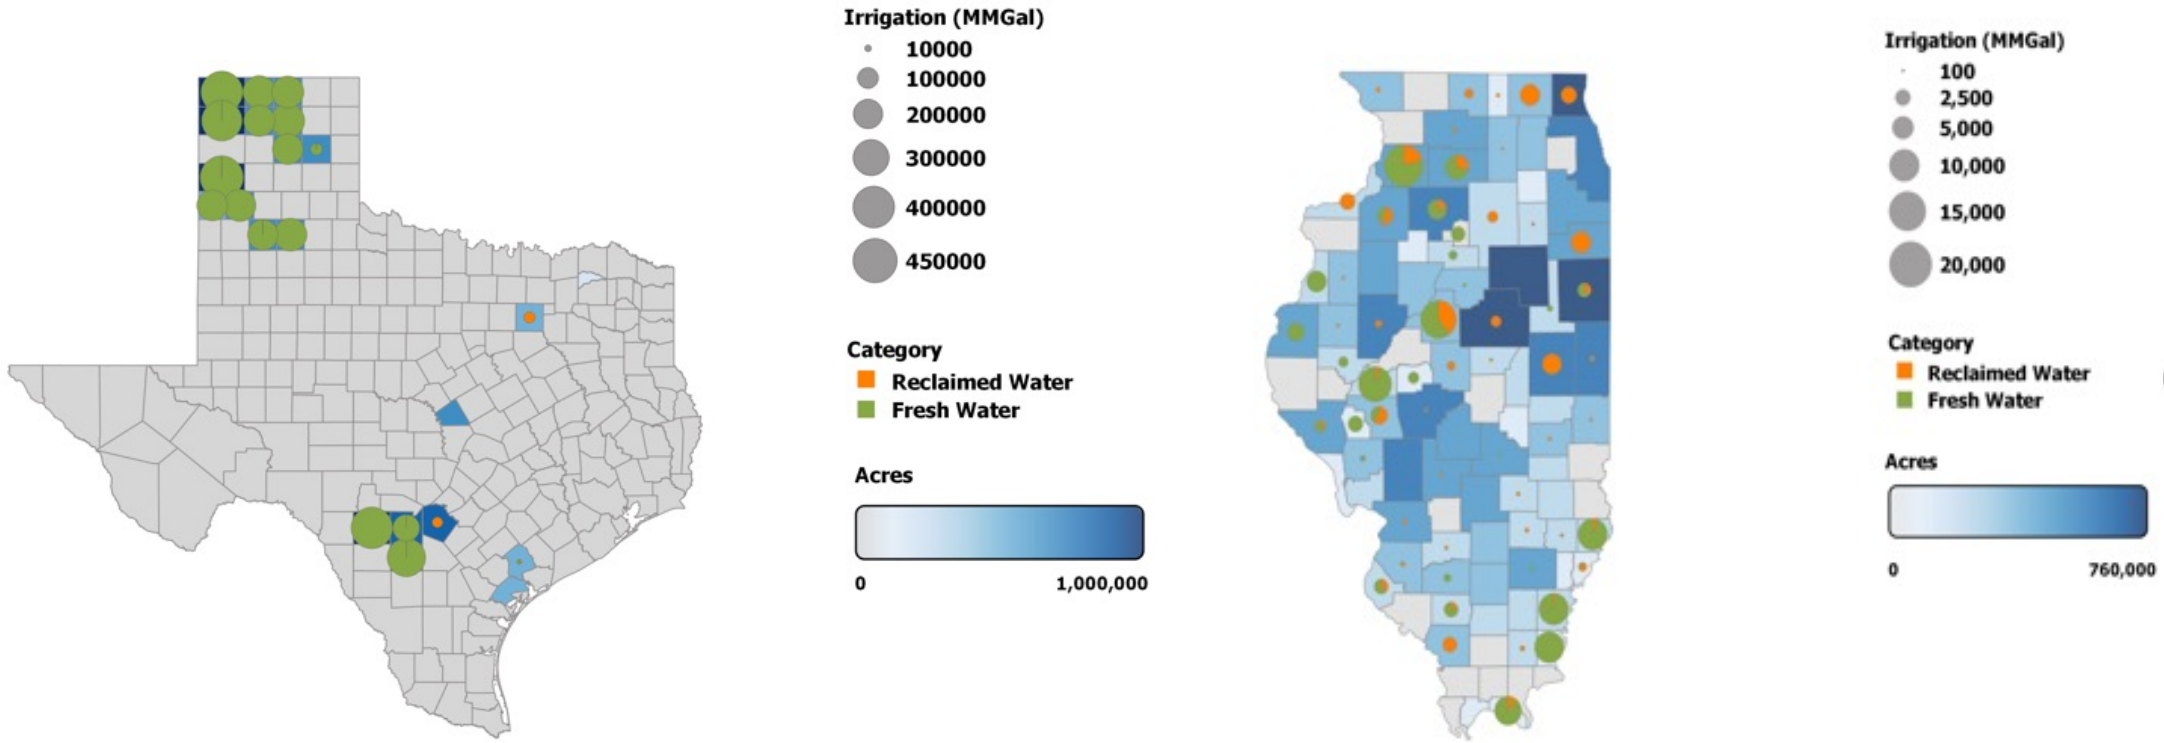 Irrigation (MMGal)
10000
100000
200000
300000
400000
450000
Category
Reclaimed Water
Fresh Water
Acres
0 1,000,000
Irrigation (MMGal)
100
2,500
5,000
10,000
15,000
20,000
Category
Reclaimed Water
Fresh Water
Acres
0 760,000